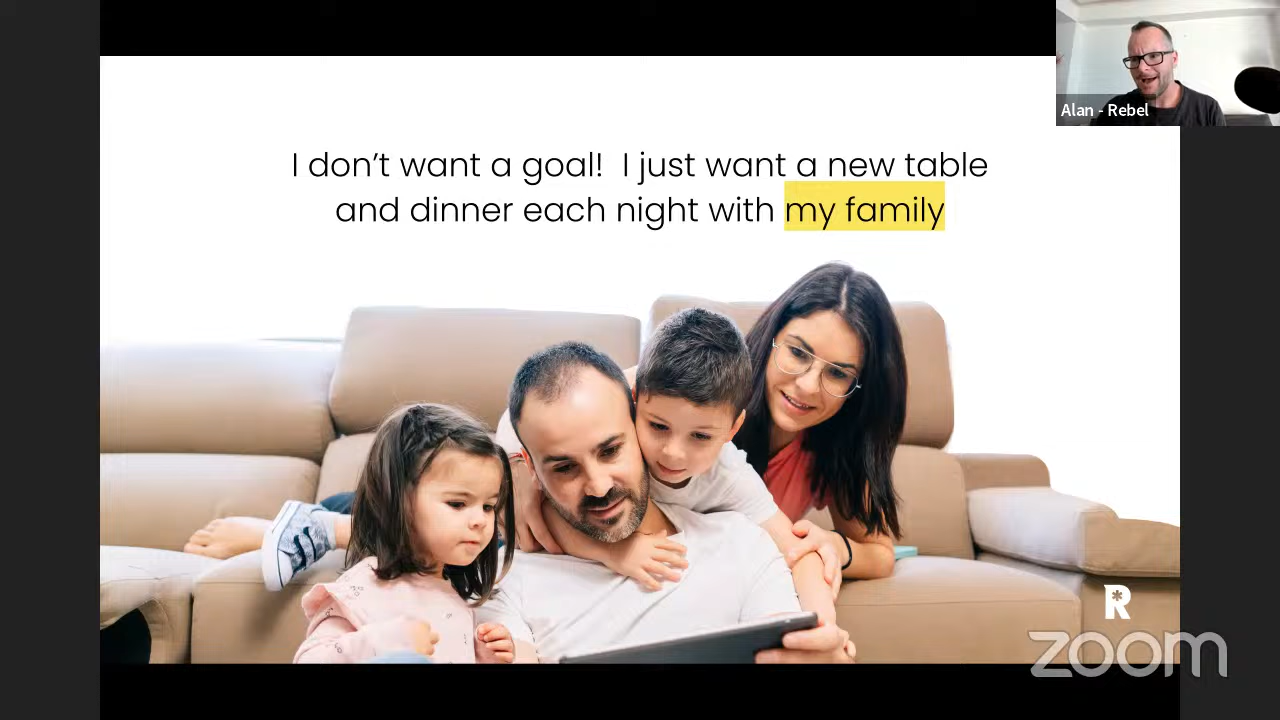 Alan - Rebel
I don’t want a goal!  I just want a new table
and dinner each night with my family
R
zoom